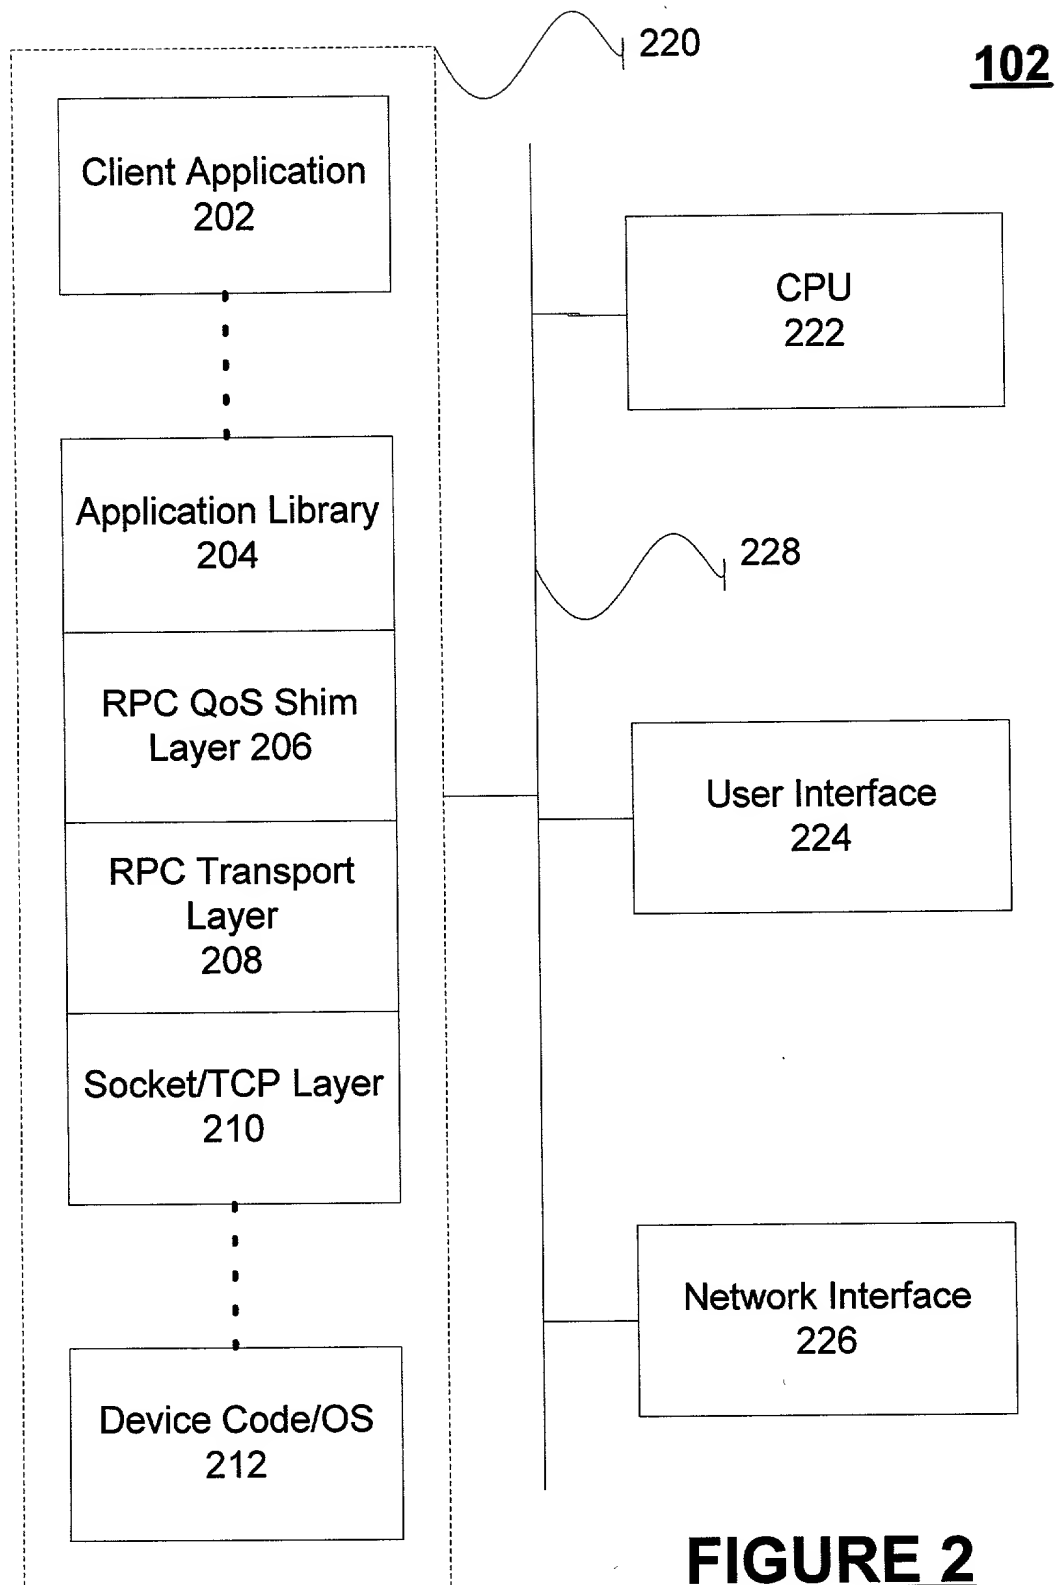 220
102
Client Application
202
CPU
222
Application Library
204
228
RPC QoS Shim
Layer 206
User Interface
224
RPC Transport
Layer
208
Socket/TCP Layer
210
Network Interface
226
Device Code/OS
212
FIGURE 2